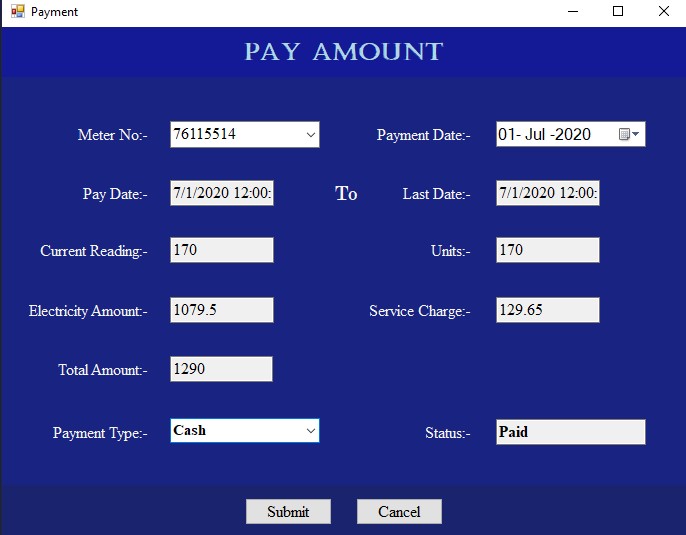 Payment
PAY AMOUNT
Meter No:- 76115514 Payment Date:- 01- Jul -2020
Pay Date:- 7/1/2020 12:00: To Last Date:- 7/1/2020 12:00:
Current Reading:- 170 Units:- 170
Electricity Amount:- 1079.5 Service Charge:- 129.65
Total Amount:- 1290
Payment Type:- Cash Status:- Paid
Submit Cancel